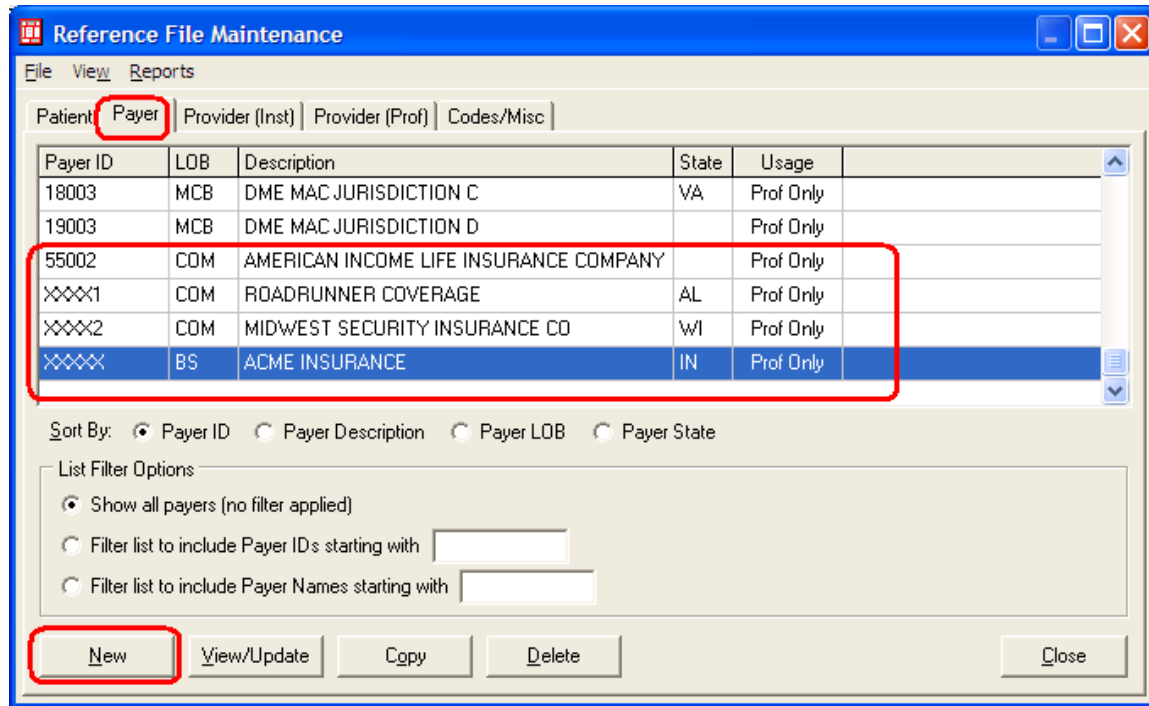 Reference File Maintenance
File View Reports
Patient Payer Provider (Inst) Provider (Prof) Codes/Misc
Payer ID LOB Description State Usage
18003 MCB DME MAC JURISDICTION C VA Prof Only
19003 MCB DME MAC JURISDICTION D Prof Only
55002 COM AMERICAN INCOME LIFE INSURANCE COMPANY Prof Only
XXXX1 COM ROADRUNNER COVERAGE AL Prof Only
XXXX2 COM MIDWEST SECURITY INSURANCE CO WI Prof Only
XXXXX BS ACME INSURANCE IN Prof Only
Sort By: Payer ID Payer Description Payer LOB Payer State
List Filter Options
Show all payers (no filter applied)
Filter list to include Payer IDs starting with
Filter list to include Payer Names starting with
New View/Update Copy Delete Close